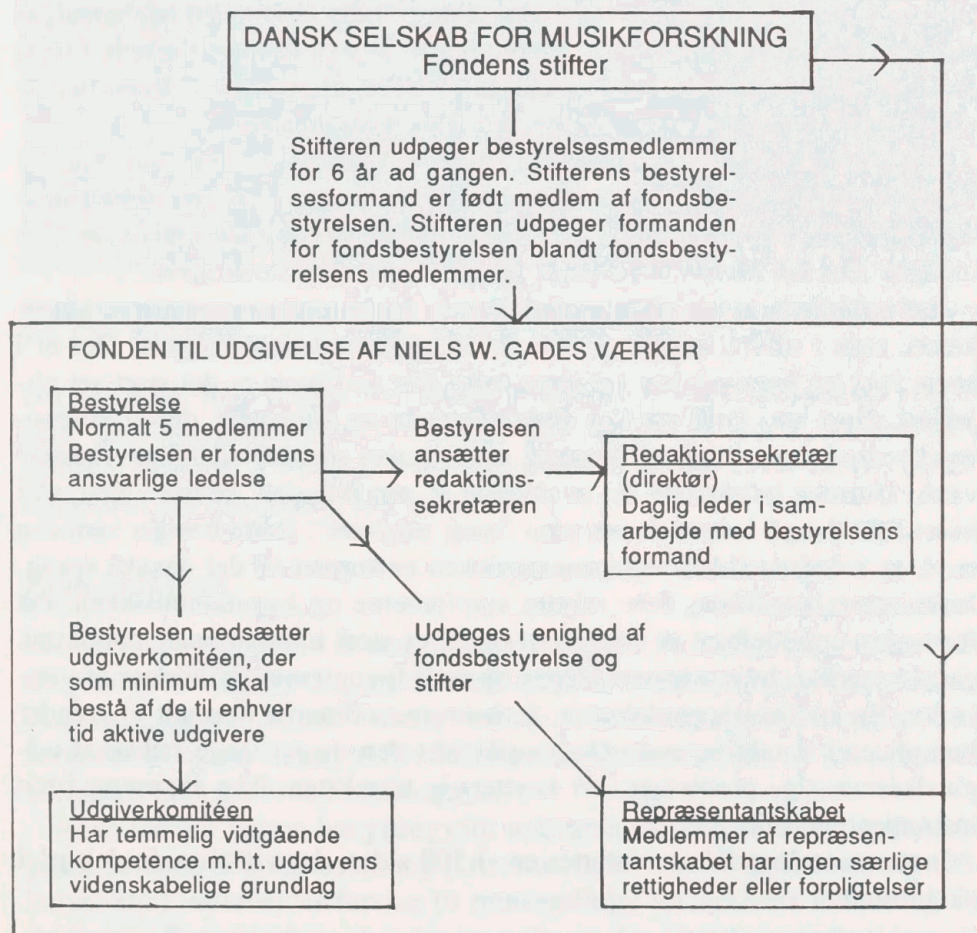 DANSK SELSKAB FOR MUSIKFORSKNING
Fondens stifter
Stifteren udpeger bestyrelsesmedlemmer
for 6 år ad gangen. Stifterens bestyrel-
sesformand er født medlem af fondsbe-
styrelsen. Stifteren udpeger formanden
for fondsbestyrelsen blandt fondsbesty-
relsens medlemmer.
FONDEN TIL UDGIVELSE AF NIELS W. GADES VÆRKER
Bestyrelse
Normalt 5 medlemmer
Bestyrelsen er fondens
ansvarlige ledelse
Bestyrelsen
ansætter
redaktions-
sekretæren
Redaktionssekretær
(direktør)
Daglig leder i sam-
arbejde med bestyrelsens
formand
Bestyrelsen nedsætter
udgiverkomitéen, der
som minimum skal
bestå af de til enhver
tid aktive udgivere
Udpeges i enighed af
fondsbestyrelse og
stifter
Udgiverkomitéen
Har temmelig vidtgående
kompetence m.h.t. udgavens
videnskabelige grundlag
Repræsentantskabet
Medlemskab af repræsen-
tantskabet har ingen særlige
rettigheder eller forpligtelser